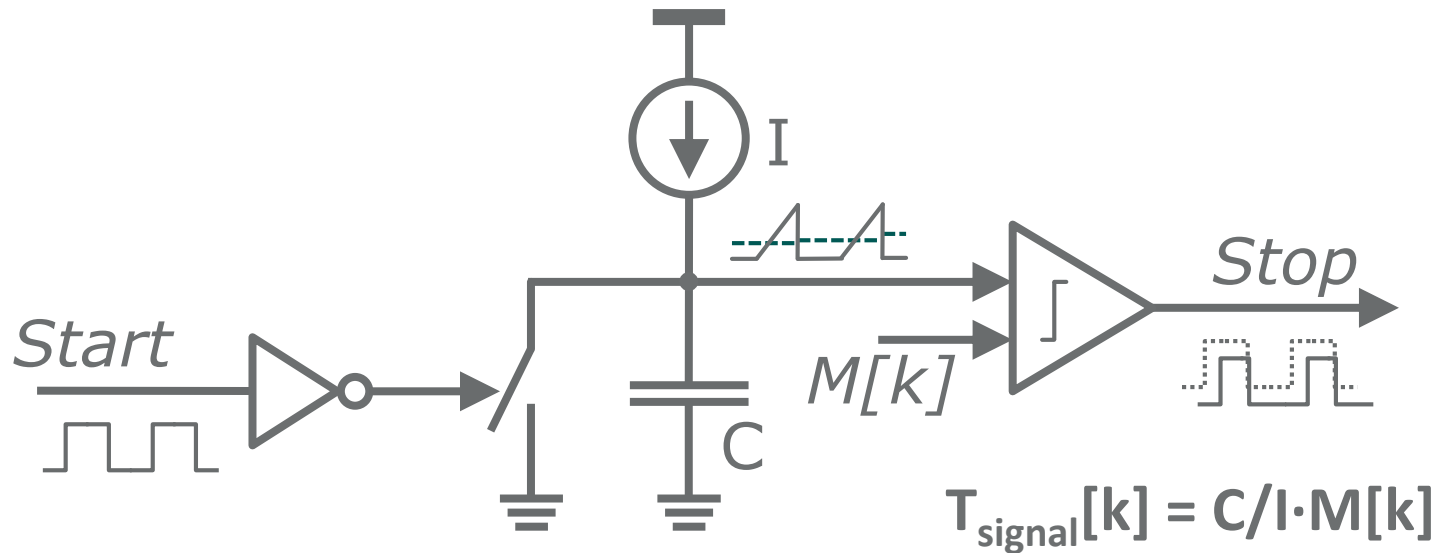 I
Stop
Start
M[k]
C
T_signal[k] = C/I·M[k]